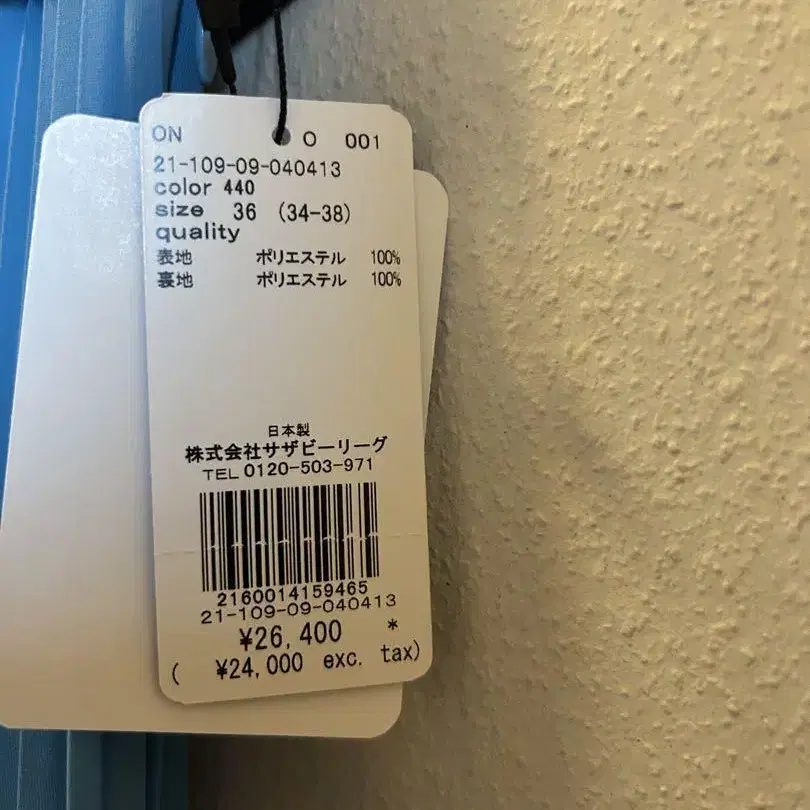 ON O 001
21-109-09-040413
color 440
size 36 (34-38)
quality
表地 ポリエステル 100%
裏地 ポリエステル 100%
日本製
株式会社サザビーリーグ
TEL 0120-503-971
2160014159465
21-109-09-040413
¥26,400 *
( ¥24,000 exc. tax)